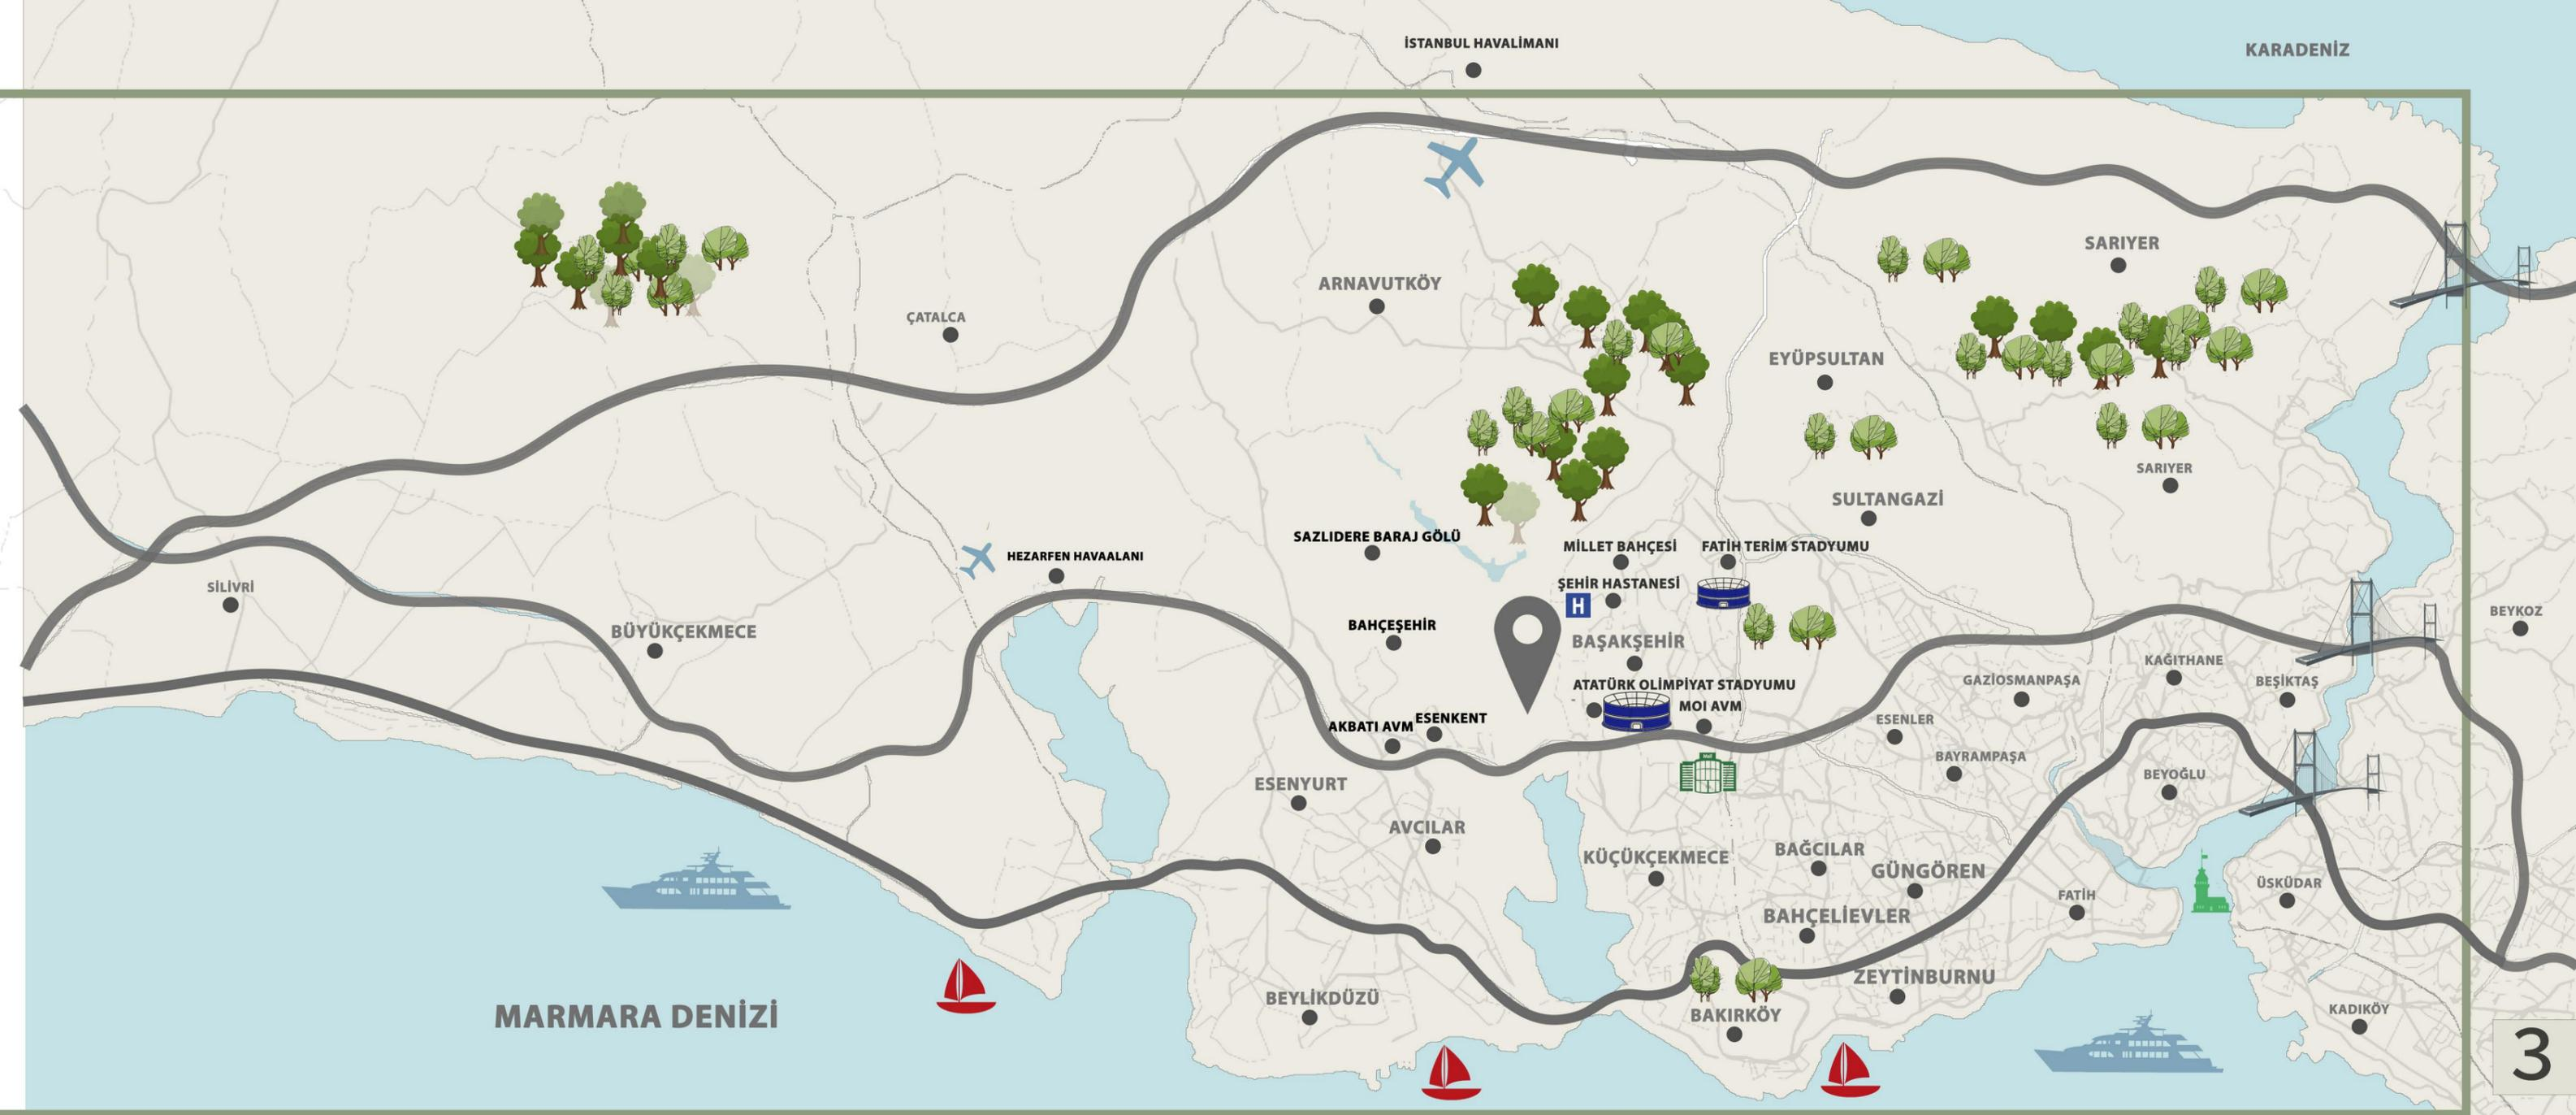 İSTANBUL HAVALİMANI
KARADENİZ
SARIYER
ARNAVUTKÖY
ÇATALCA
EYÜPSULTAN
SARIYER
SULTANGAZİ
SAZLIDERE BARAJ GÖLÜ
MİLLET BAHÇESİ
FATİH TERİM STADYUMU
HEZARFEN HAVAALANI
ŞEHİR HASTANESİ
H
SİLİVRİ
BÜYÜKÇEKMECE
BAHÇEŞEHİR
BAŞAKŞEHİR
BEYKOZ
KAĞITHANE
GAZİOSMANPAŞA
BEŞİKTAŞ
ATATÜRK OLİMPİYAT STADYUMU
MOI AVM
AKBATI AVM
ESENKENT
ESENLER
BAYRAMPAŞA
BEYOĞLU
ESENYURT
AVCILAR
KÜÇÜKÇEKMECE
BAĞCILAR
GÜNGÖREN
ÜSKÜDAR
FATİH
BAHÇELİEVLER
ZEYTİNBURNU
BEYLİKDÜZÜ
BAKIRKÖY
KADIKÖY
MARMARA DENİZİ
3